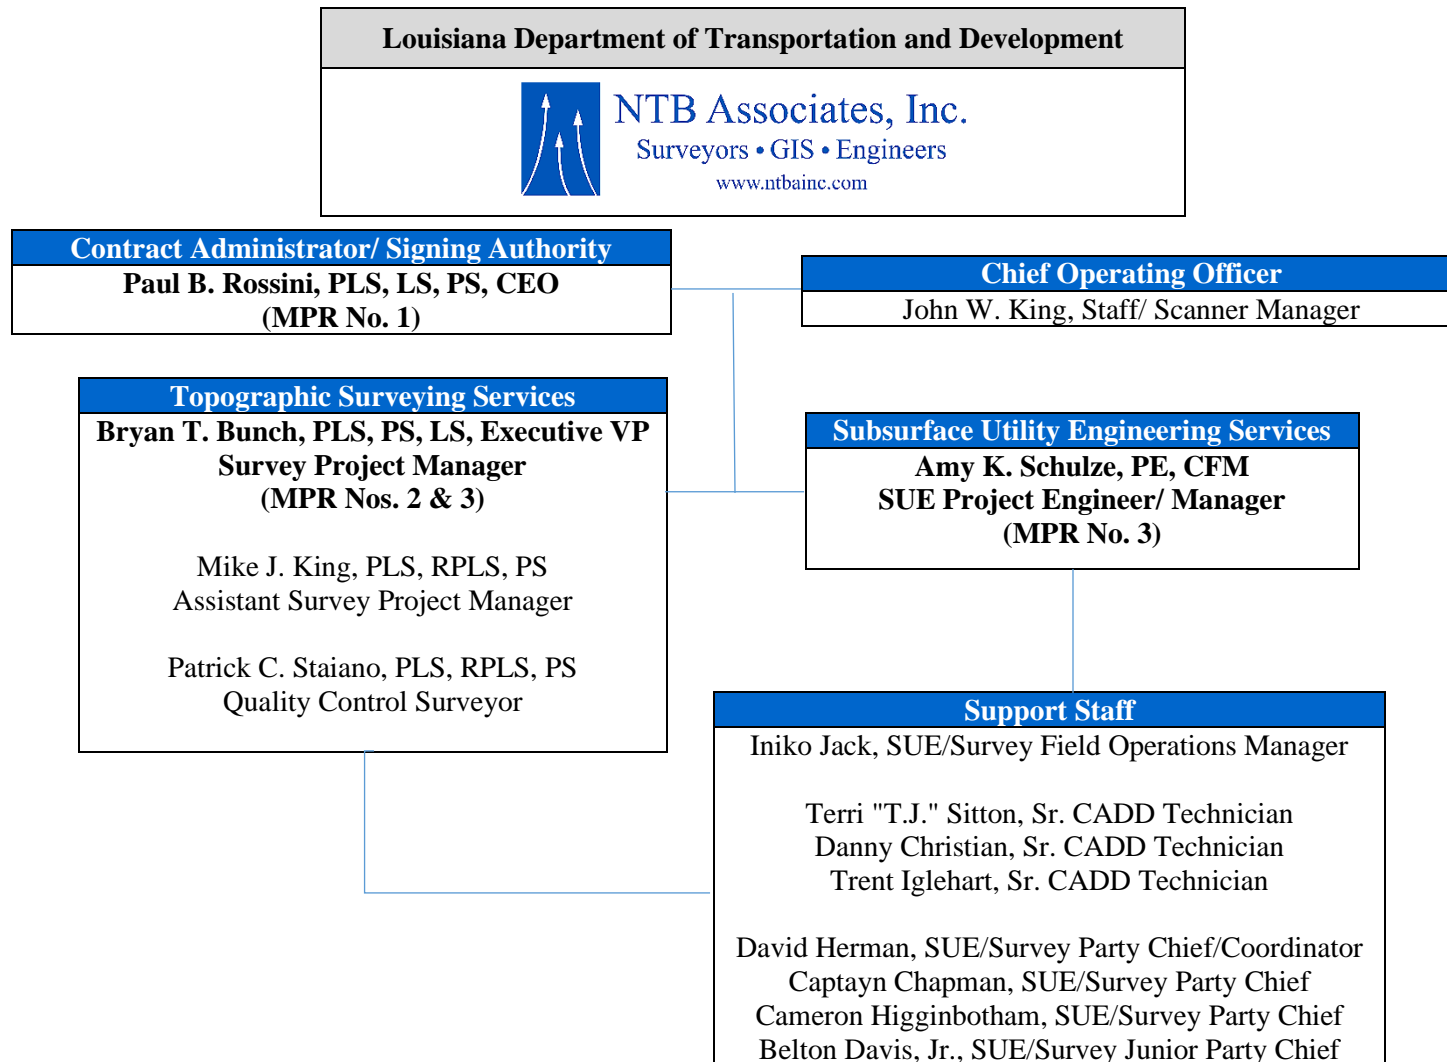 Louisiana Department of Transportation and Development
NTB Associates, Inc.
Surveyors • GIS • Engineers
www.ntbainc.com
Contract Administrator/ Signing Authority
Paul B. Rossini, PLS, LS, PS, CEO
(MPR No. 1)
Chief Operating Officer
John W. King, Staff/ Scanner Manager
Topographic Surveying Services
Bryan T. Bunch, PLS, PS, LS, Executive VP
Survey Project Manager
(MPR Nos. 2 & 3)
Mike J. King, PLS, RPLS, PS
Assistant Survey Project Manager
Patrick C. Staiano, PLS, RPLS, PS
Quality Control Surveyor
Subsurface Utility Engineering Services
Amy K. Schulze, PE, CFM
SUE Project Engineer/ Manager
(MPR No. 3)
Support Staff
Iniko Jack, SUE/Survey Field Operations Manager
Terri "T.J." Sitton, Sr. CADD Technician
Danny Christian, Sr. CADD Technician
Trent Iglehart, Sr. CADD Technician
David Herman, SUE/Survey Party Chief/Coordinator
Captayn Chapman, SUE/Survey Party Chief
Cameron Higginbotham, SUE/Survey Party Chief
Belton Davis, Jr., SUE/Survey Junior Party Chief